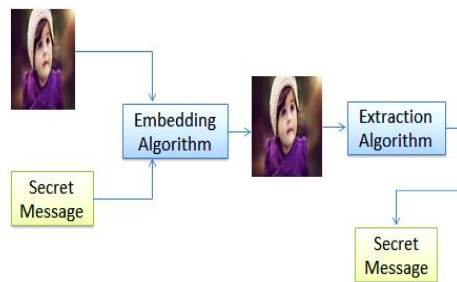 Embedding
Algorithm
Extraction
Algorithm
Secret
Message
Secret
Message